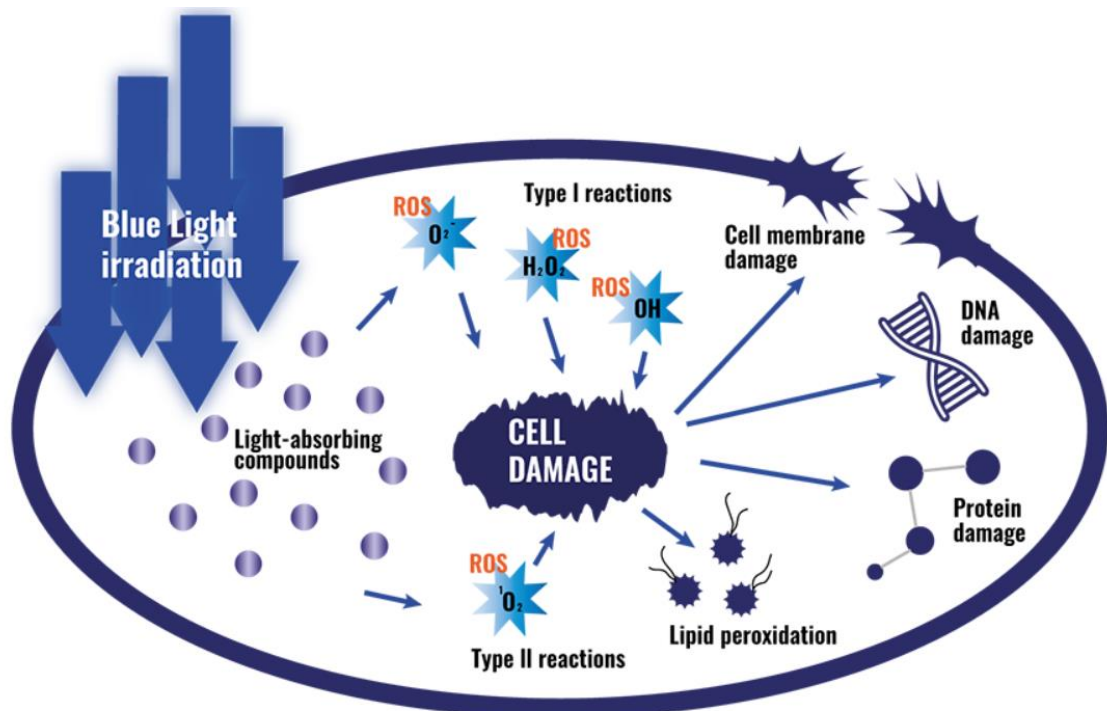 Blue Light
irradiation
Light-absorbing
compounds
ROS
O₂⁻
Type I reactions
ROS
H₂O₂
ROS
OH
CELL
DAMAGE
ROS
¹O₂
Type II reactions
Cell membrane
damage
DNA
damage
Protein
damage
Lipid peroxidation